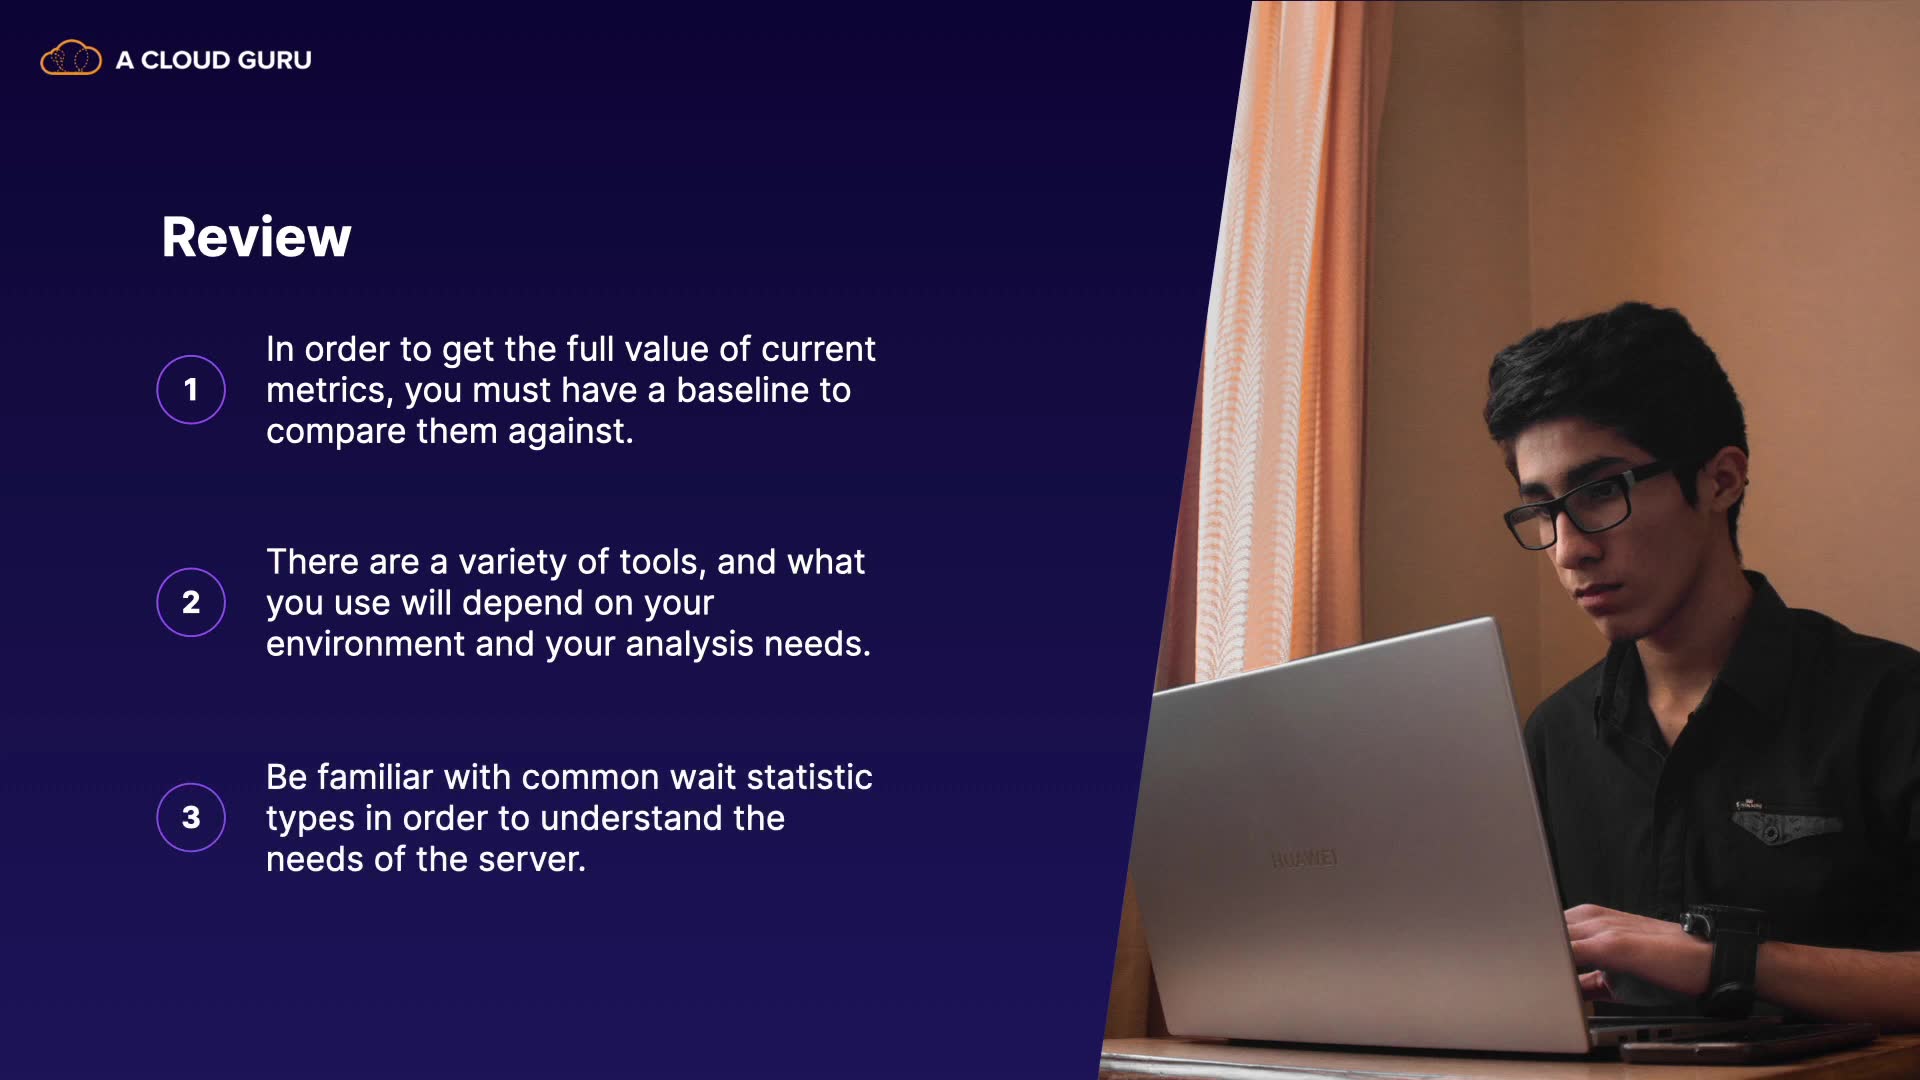 A CLOUD GURU
Review
1
In order to get the full value of current
metrics, you must have a baseline to
compare them against.
2
There are a variety of tools, and what
you use will depend on your
environment and your analysis needs.
3
Be familiar with common wait statistic
types in order to understand the
needs of the server.
HUAWEI